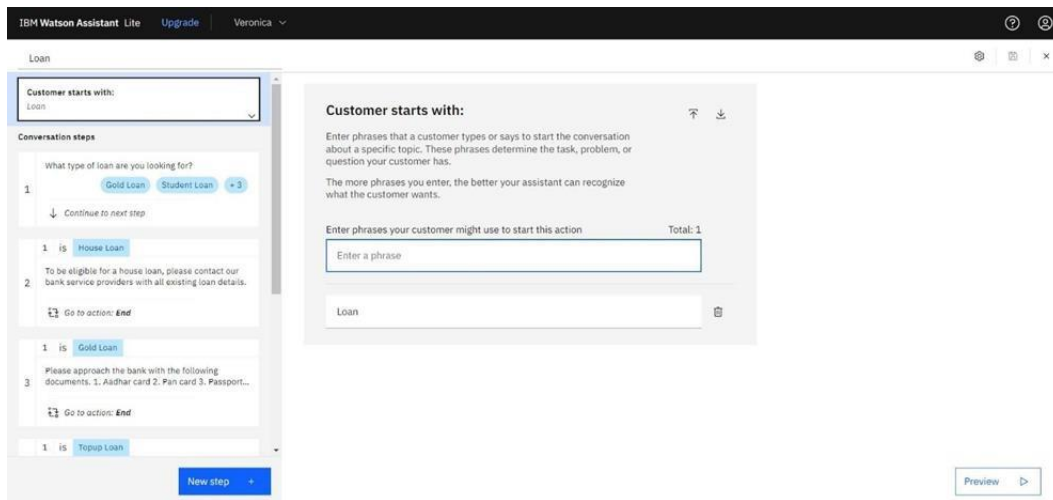 IBM Watson Assistant Lite Upgrade Veronica
Loan
Customer starts with:
Loan
Conversation steps
1
What type of loan are you looking for?
Gold Loan Student Loan + 3
Continue to next step
1 is House Loan
2
To be eligible for a house loan, please contact our
bank service providers with all existing loan details.
Go to action: End
1 is Gold Loan
3
Please approach the bank with the following
documents. 1. Aadhar card 2. Pan card 3. Passport...
Go to action: End
1 is Topup Loan
New step +
Customer starts with:
Enter phrases that a customer types or says to start the conversation
about a specific topic. These phrases determine the task, problem, or
question your customer has.
The more phrases you enter, the better your assistant can recognize
what the customer wants.
Enter phrases your customer might use to start this action Total: 1
Enter a phrase
Loan
Preview